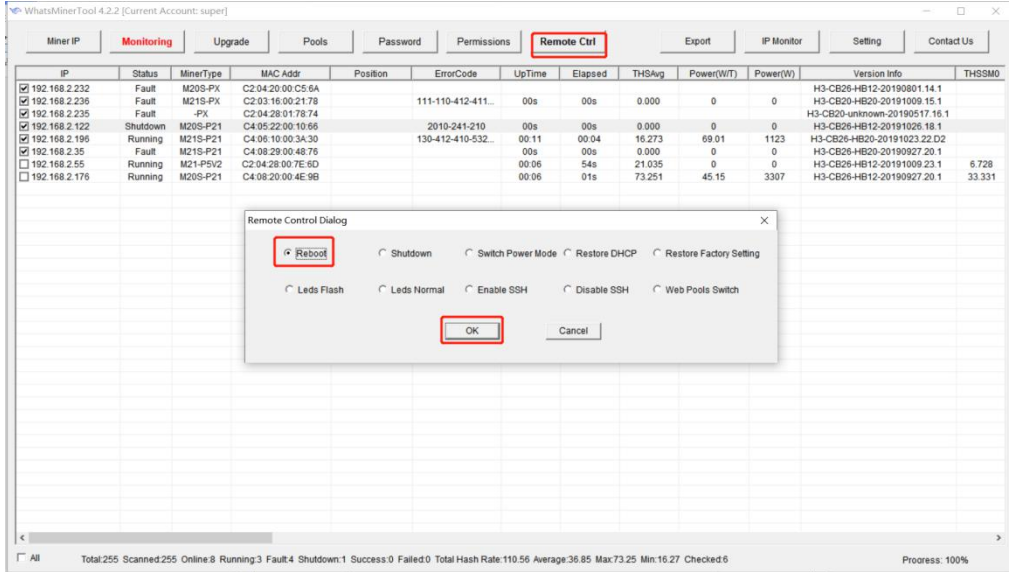 WhatsMinerTool 4.2.2 [Current Account: super]
Miner IP Monitoring Upgrade Pools Password Permissions Remote Ctrl Export IP Monitor Setting Contact Us
IP Status MinerType MAC Addr Position ErrorCode UpTime Elapsed THSAvg Power(W/T) Power(W) Version Info THSSM0
192.168.2.232 Fault M20S-PX C2:04:20:00:C5:6A H3-CB26-HB12-20190801.14.1
192.168.2.236 Fault M21S-PX C2:03:16:00:21:78 111-110-412-411... 00s 00s 0.000 0 0 H3-CB20-HB20-20191009.15.1
192.168.2.235 Fault -PX C2:04:28:01:78:74 H3-CB20-unknown-20190517.16.1
192.168.2.122 Shutdown M20S-P21 C4:05:22:00:10:66 2010-241-210 00s 00s 0.000 0 0 H3-CB26-HB12-20191026.18.1
192.168.2.196 Running M21S-P21 C4:06:10:00:3A:30 130-412-410-532... 00:11 00:04 16.273 69.01 1123 H3-CB26-HB20-20191023.22.D2
192.168.2.35 Fault M21S-P21 C4:08:29:00:48:76 00s 00s 0.000 0 0 H3-CB26-HB20-20190927.20.1
192.168.2.55 Running M21-P5V2 C2:04:28:00:7E:6D 00:06 54s 21.035 0 0 H3-CB26-HB12-20191009.23.1 6.728
192.168.2.176 Running M20S-P21 C4:08:20:00:4E:9B 00:06 01s 73.251 45.15 3307 H3-CB26-HB12-20190927.20.1 33.331
Remote Control Dialog
Reboot Shutdown Switch Power Mode Restore DHCP Restore Factory Setting
Leds Flash Leds Normal Enable SSH Disable SSH Web Pools Switch
OK Cancel
All Total:255 Scanned:255 Online:8 Running:3 Fault:4 Shutdown:1 Success:0 Failed:0 Total Hash Rate:110.56 Average:36.85 Max:73.25 Min:16.27 Checked:6 Progress: 100%